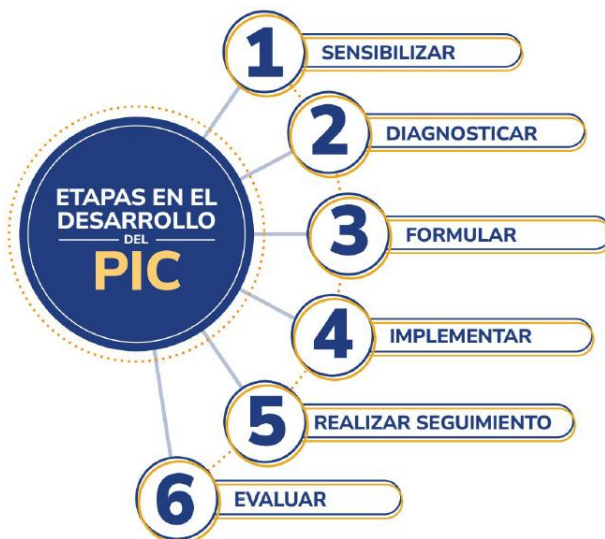 ETAPAS EN EL
DESARROLLO
DEL
PIC
1 SENSIBILIZAR
2 DIAGNOSTICAR
3 FORMULAR
4 IMPLEMENTAR
5 REALIZAR SEGUIMIENTO
6 EVALUAR